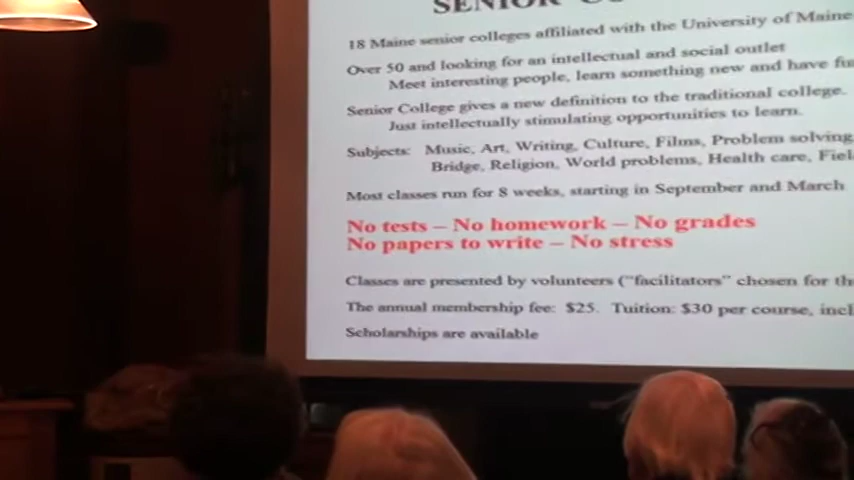 SENIOR
18 Maine senior colleges affiliated with the University of Maine
Over 50 and looking for an intellectual and social outlet
Meet interesting people, learn something new and have fu
Senior College gives a new definition to the traditional college.
Just intellectually stimulating opportunities to learn.
Subjects: Music, Art, Writing, Culture, Films, Problem solving,
Bridge, Religion, World problems, Health care, Fiel
Most classes run for 8 weeks, starting in September and March
No tests – No homework – No grades
No papers to write – No stress
Classes are presented by volunteers ("facilitators" chosen for th
The annual membership fee: $25. Tuition: $30 per course, incl
Scholarships are available